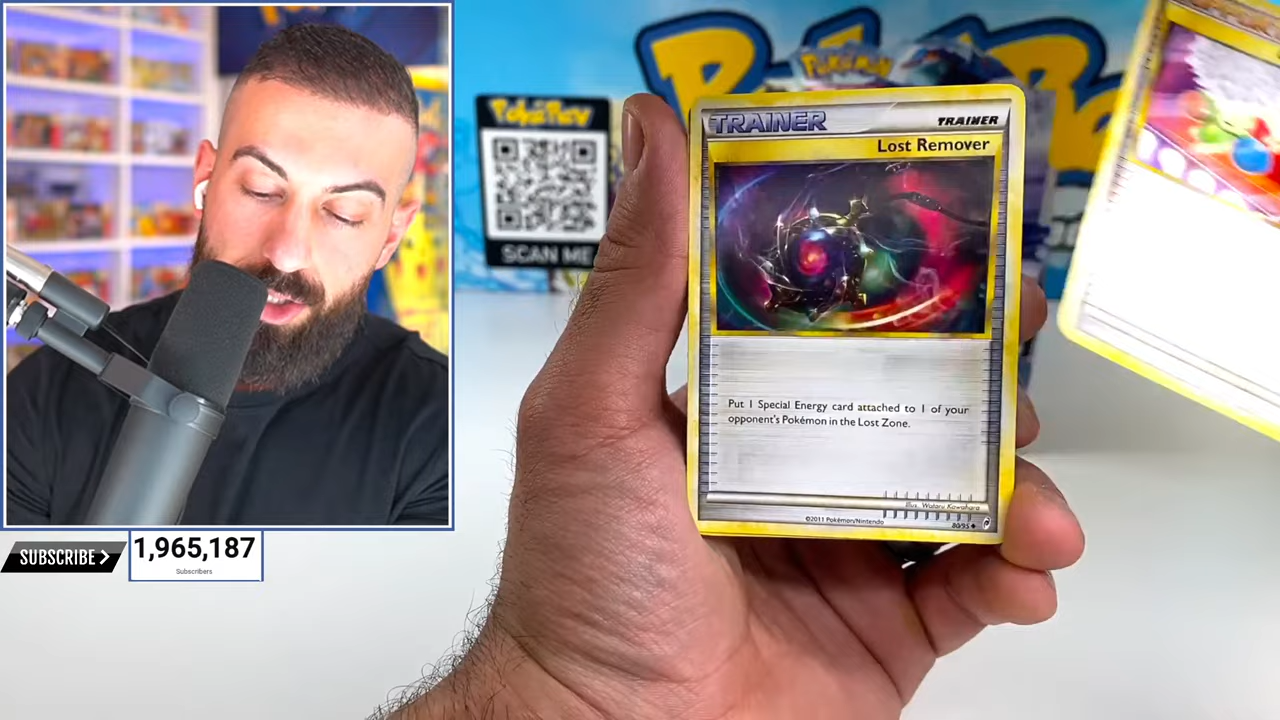 Pokémon
PokéRev
SCAN ME
TRAINER
TRAINER
Lost Remover
Put 1 Special Energy card attached to 1 of your
opponent's Pokémon in the Lost Zone.
Illus. Wataru Kawahara
©2011 Pokémon/Nintendo
80/95
SUBSCRIBE
1,965,187
Subscribers